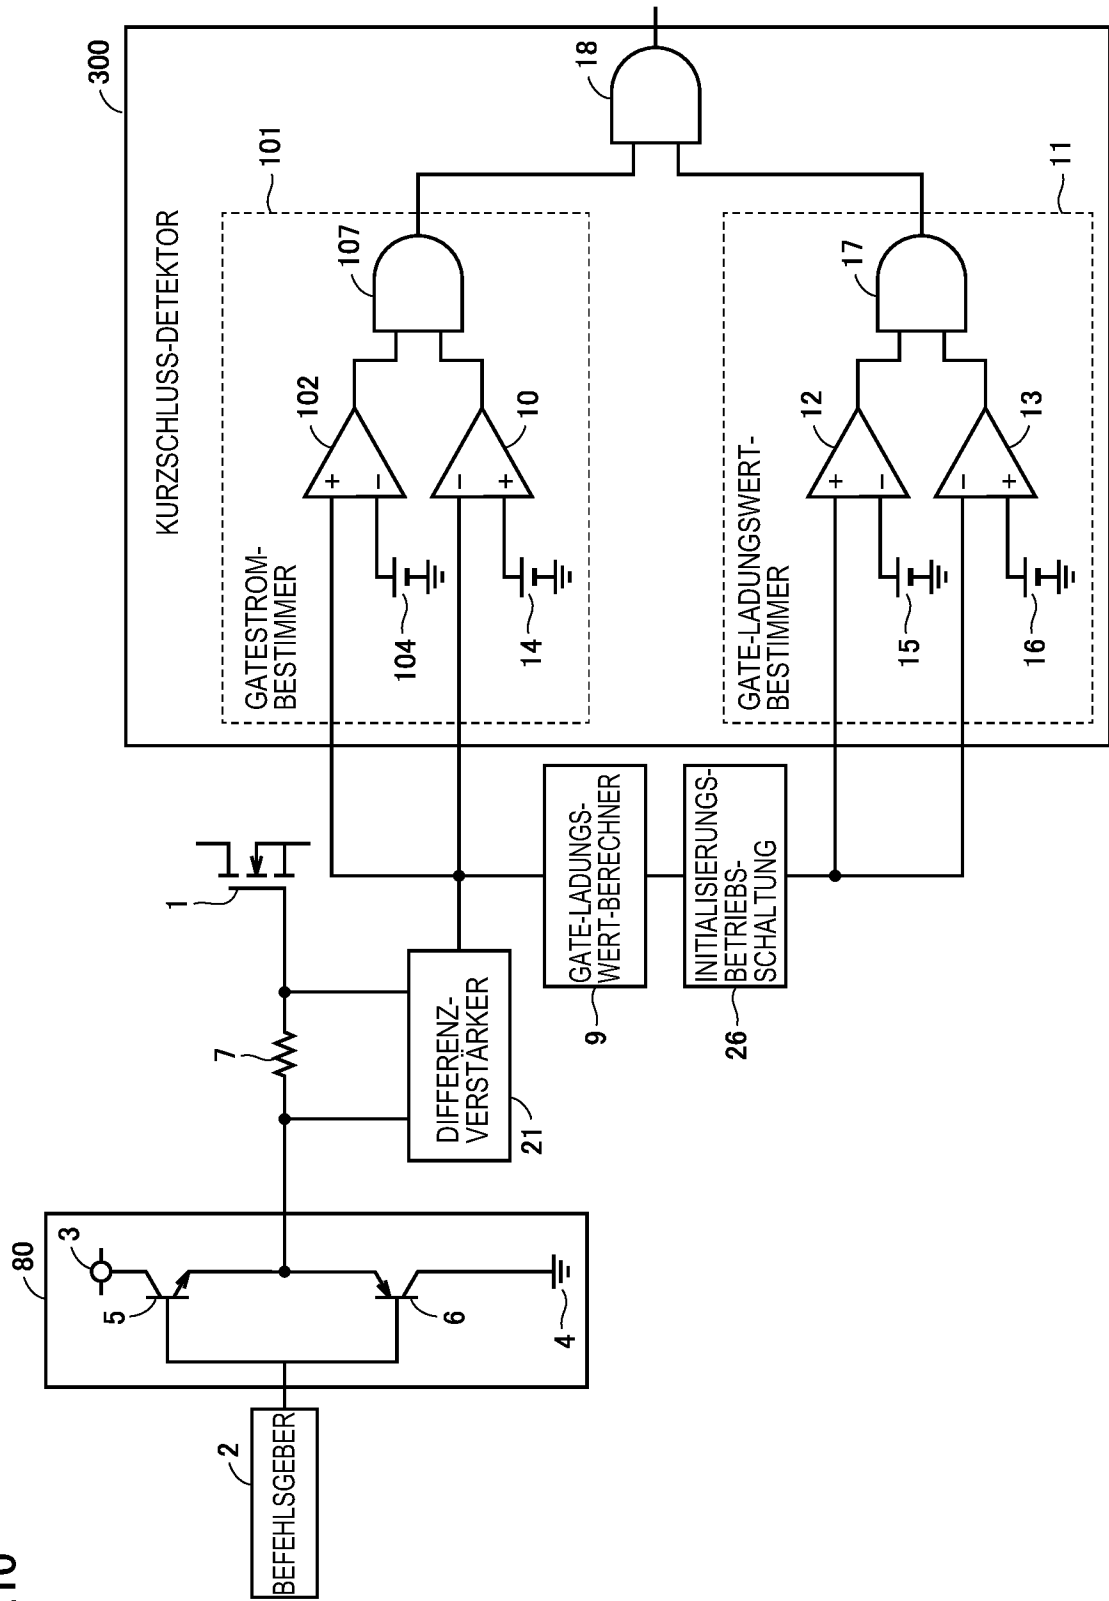 80
3
5
6
4
2
BEFEHLSGEBER
7
1
DIFFERENZ-
VERSTÄRKER
21
GATE-LADUNGS-
WERT-BERECHNER
9
INITIALISIERUNGS-
BETRIEBS-
SCHALTUNG
26
300
KURZSCHLUSS-DETEKTOR
GATESTROM-
BESTIMMER
101
102
+
−
104
10
−
+
14
107
18
GATE-LADUNGSWERT-
BESTIMMER
11
12
+
−
15
13
−
+
16
17